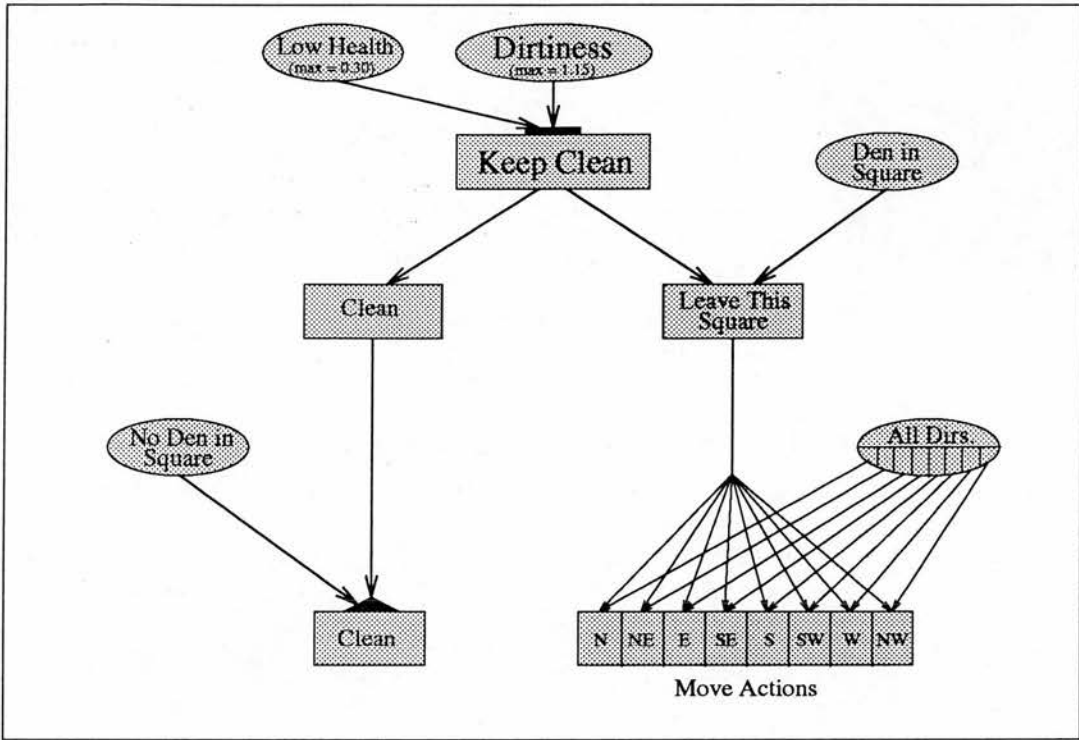 Low Health
(max = 0.30)
Dirtiness
(max = 1.15)
Keep Clean
Den in
Square
Clean
Leave This
Square
No Den in
Square
All Dirs.
Clean
N NE E SE S SW W NW
Move Actions